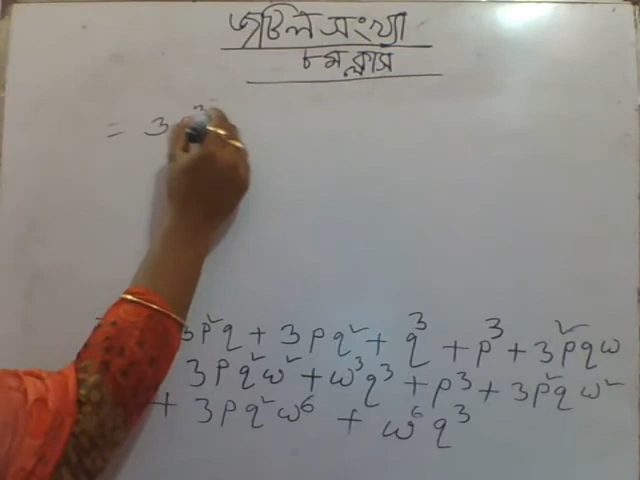 জটিল সংখ্যা
৮ম ক্লাস
= 3
3p²q + 3pq² + q³ + p³ + 3p²qω
3pq²ω² + ω³q³ + p³ + 3p²qω²
+ 3pq²ω⁶ + ω⁶q³